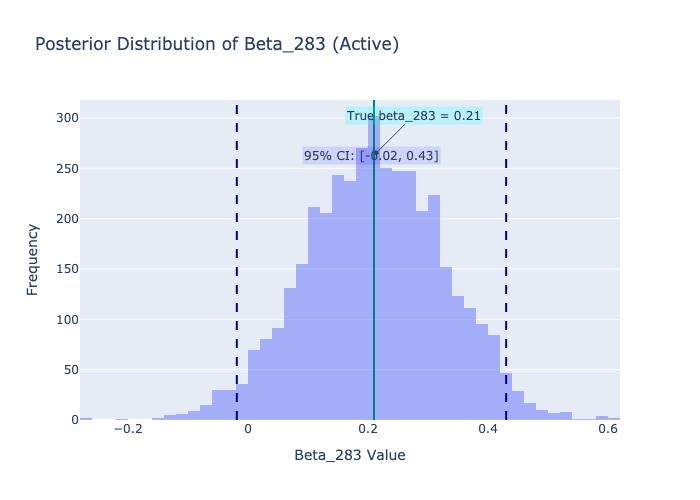 Posterior Distribution of Beta_283 (Active)
300
250
200
150
100
50
0
Frequency
True beta_283 = 0.21
95% CI: [-0.02, 0.43]
−0.2
0
0.2
0.4
0.6
Beta_283 Value